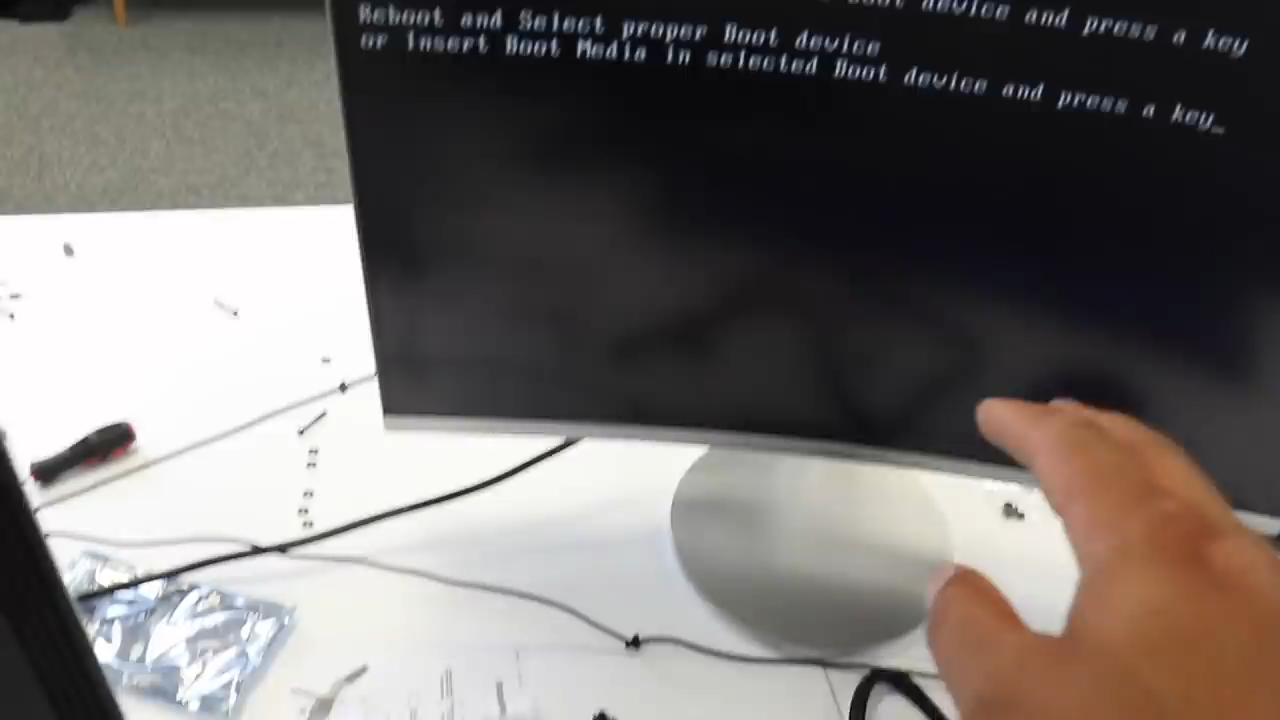 Boot device and press a key
Reboot and Select proper Boot device
or Insert Boot Media in selected Boot device and press a key_